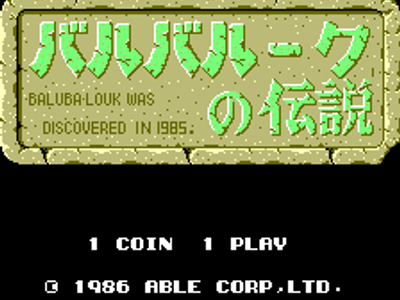 バルバルークの伝説
BALUBA-LOUK WAS
DISCOVERED IN 1985.
1 COIN 1 PLAY
© 1986 ABLE CORP,LTD.